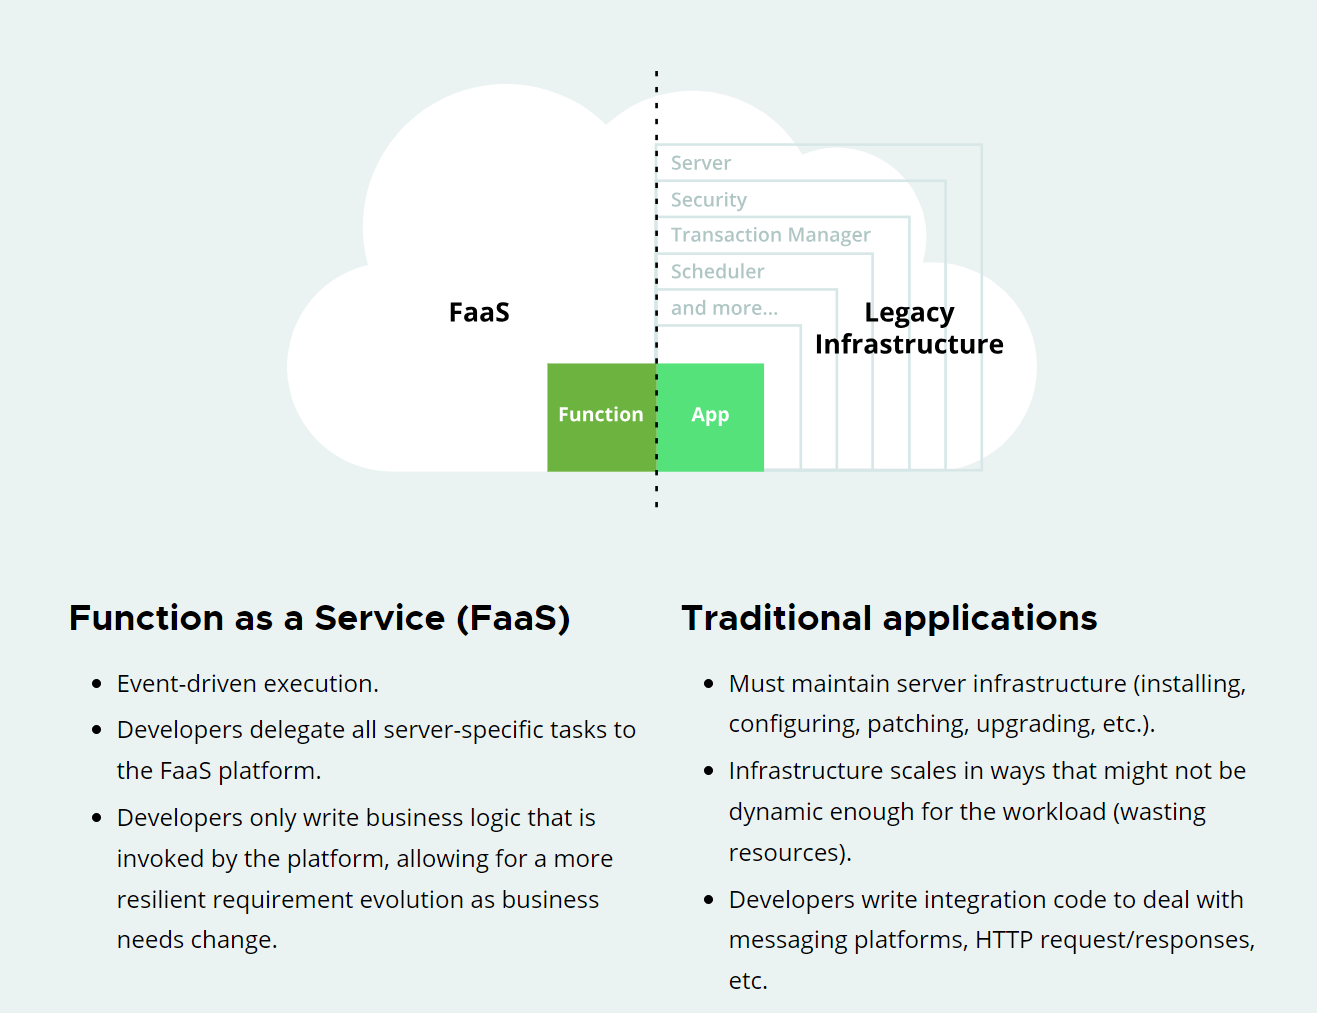 Server
Security
Transaction Manager
Scheduler
and more...
FaaS
Legacy
Infrastructure
Function
App
Function as a Service (FaaS)
• Event-driven execution.
• Developers delegate all server-specific tasks to
the FaaS platform.
• Developers only write business logic that is
invoked by the platform, allowing for a more
resilient requirement evolution as business
needs change.
Traditional applications
• Must maintain server infrastructure (installing,
configuring, patching, upgrading, etc.).
• Infrastructure scales in ways that might not be
dynamic enough for the workload (wasting
resources).
• Developers write integration code to deal with
messaging platforms, HTTP request/responses,
etc.